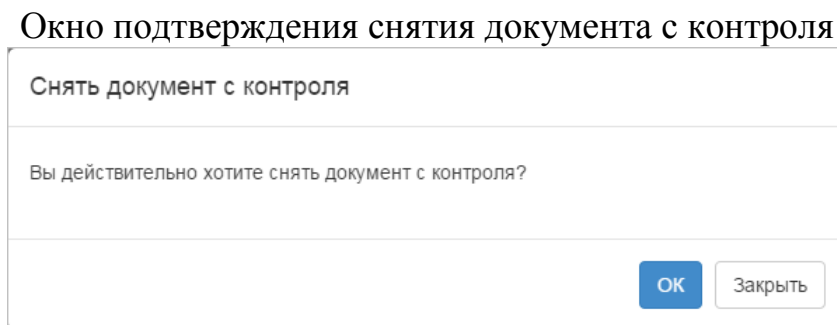 Окно подтверждения снятия документа с контроля
Снять документ с контроля
Вы действительно хотите снять документ с контроля?
ОК Закрыть